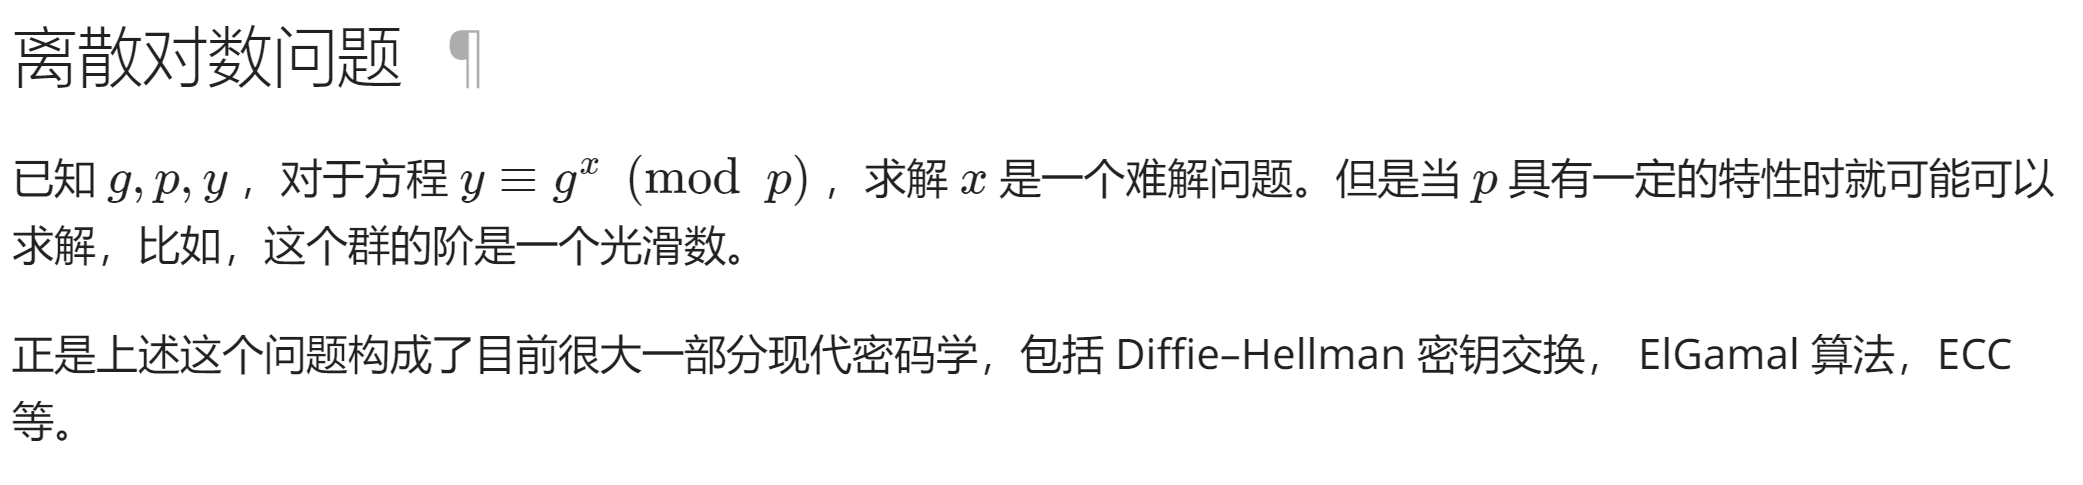 离散对数问题 ¶
已知 g, p, y ，对于方程 y ≡ gˣ (mod p) ，求解 x 是一个难解问题。但是当 p 具有一定的特性时就可能可以
求解，比如，这个群的阶是一个光滑数。
正是上述这个问题构成了目前很大一部分现代密码学，包括 Diffie–Hellman 密钥交换， ElGamal 算法，ECC
等。